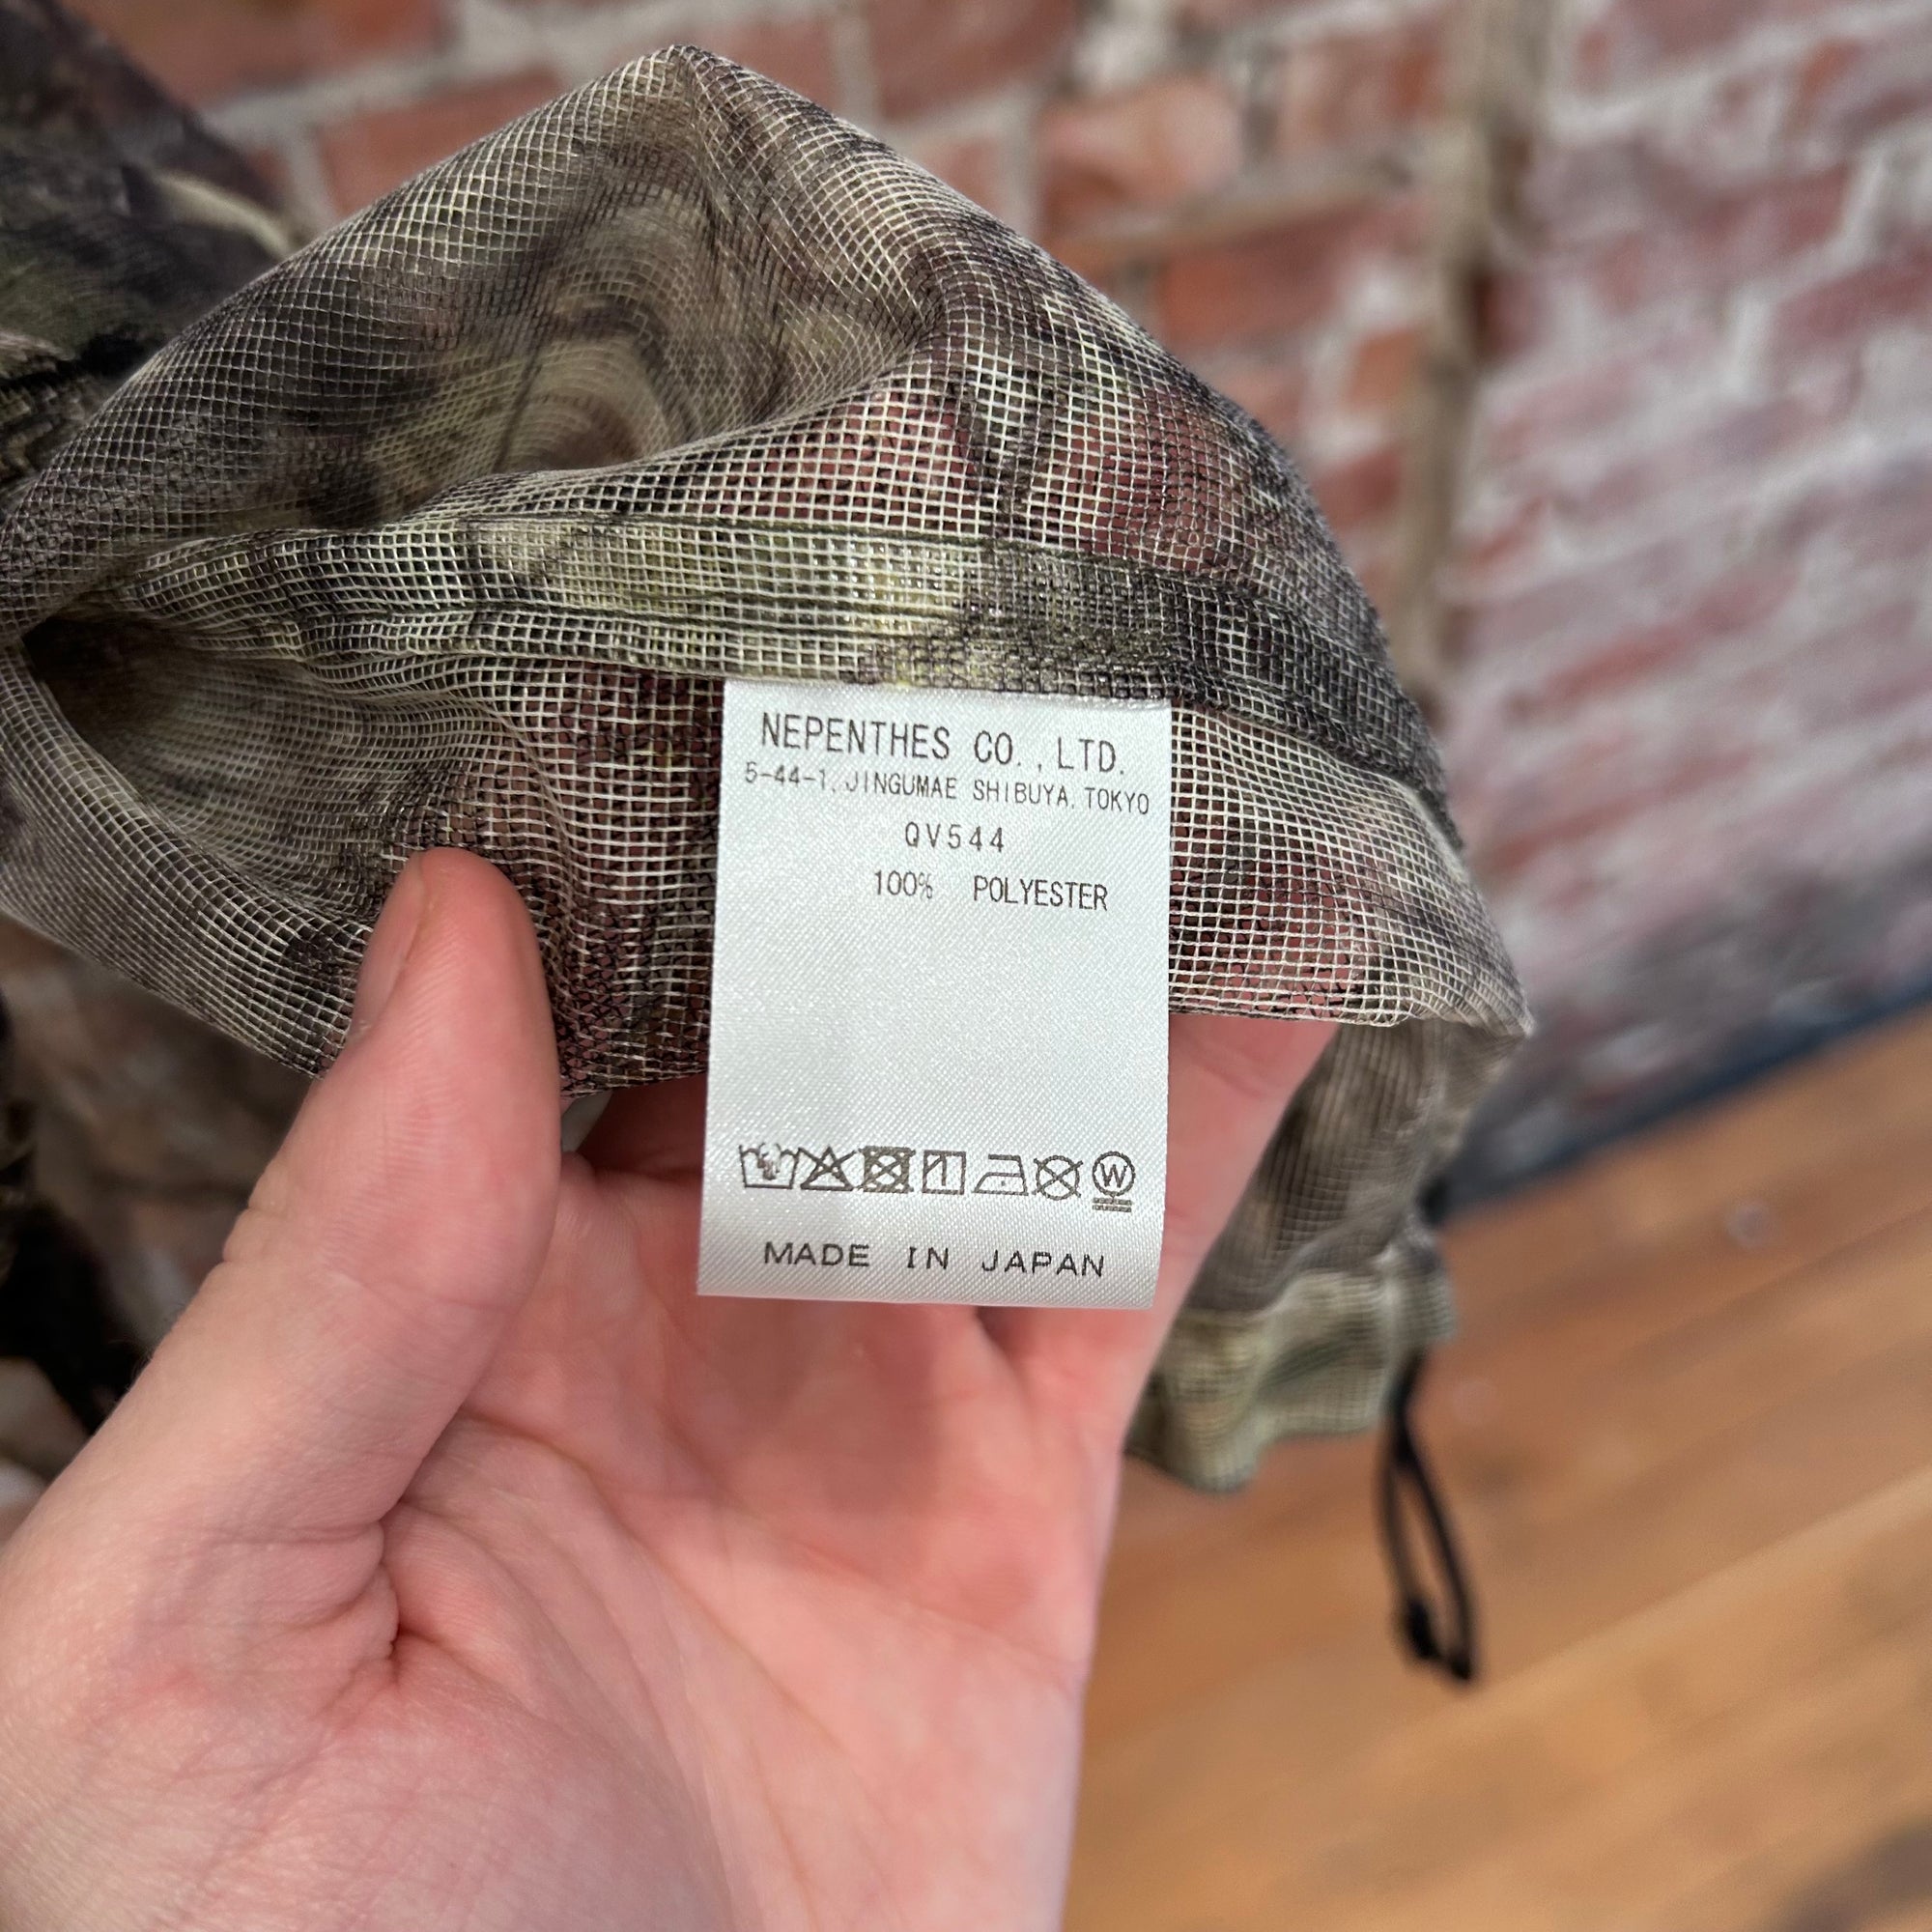 NEPENTHES CO.,LTD.
5-44-1, JINGUMAE SHIBUYA, TOKYO
QV544
100% POLYESTER
W
MADE IN JAPAN